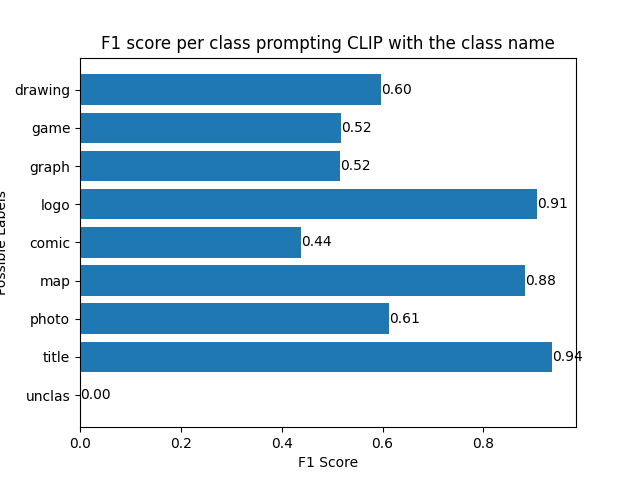 F1 score per class prompting CLIP with the class name
drawing 0.60
game 0.52
graph 0.52
logo 0.91
comic 0.44
map 0.88
photo 0.61
title 0.94
unclas 0.00
0.0 0.2 0.4 0.6 0.8
F1 Score
Possible Labels